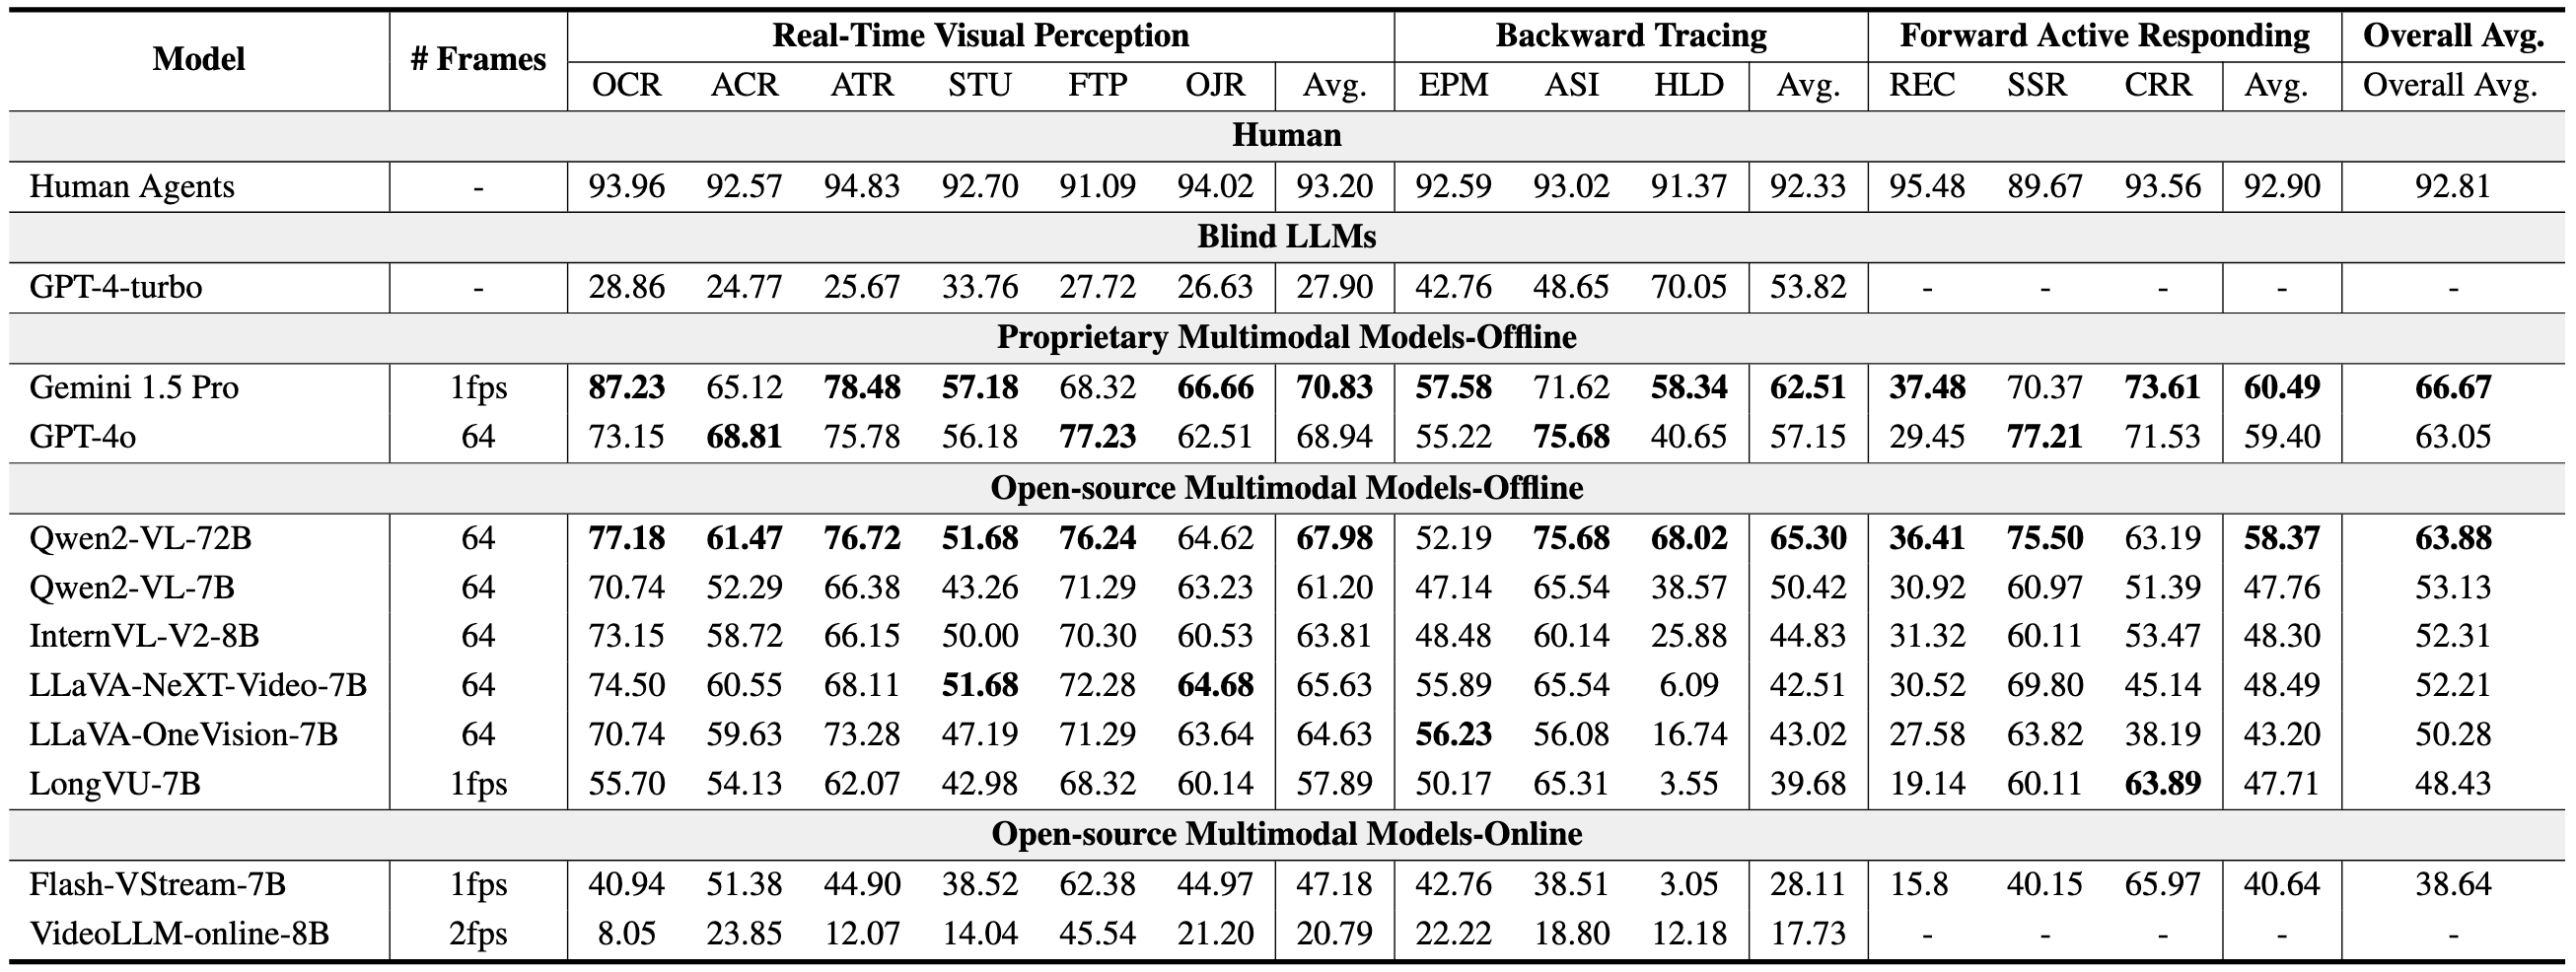 Model # Frames Real-Time Visual Perception Backward Tracing Forward Active Responding Overall Avg.
OCR ACR ATR STU FTP OJR Avg. EPM ASI HLD Avg. REC SSR CRR Avg. Overall Avg.
Human
Human Agents - 93.96 92.57 94.83 92.70 91.09 94.02 93.20 92.59 93.02 91.37 92.33 95.48 89.67 93.56 92.90 92.81
Blind LLMs
GPT-4-turbo - 28.86 24.77 25.67 33.76 27.72 26.63 27.90 42.76 48.65 70.05 53.82 - - - - -
Proprietary Multimodal Models-Offline
Gemini 1.5 Pro 1fps 87.23 65.12 78.48 57.18 68.32 66.66 70.83 57.58 71.62 58.34 62.51 37.48 70.37 73.61 60.49 66.67
GPT-4o 64 73.15 68.81 75.78 56.18 77.23 62.51 68.94 55.22 75.68 40.65 57.15 29.45 77.21 71.53 59.40 63.05
Open-source Multimodal Models-Offline
Qwen2-VL-72B 64 77.18 61.47 76.72 51.68 76.24 64.62 67.98 52.19 75.68 68.02 65.30 36.41 75.50 63.19 58.37 63.88
Qwen2-VL-7B 64 70.74 52.29 66.38 43.26 71.29 63.23 61.20 47.14 65.54 38.57 50.42 30.92 60.97 51.39 47.76 53.13
InternVL-V2-8B 64 73.15 58.72 66.15 50.00 70.30 60.53 63.81 48.48 60.14 25.88 44.83 31.32 60.11 53.47 48.30 52.31
LLaVA-NeXT-Video-7B 64 74.50 60.55 68.11 51.68 72.28 64.68 65.63 55.89 65.54 6.09 42.51 30.52 69.80 45.14 48.49 52.21
LLaVA-OneVision-7B 64 70.74 59.63 73.28 47.19 71.29 63.64 64.63 56.23 56.08 16.74 43.02 27.58 63.82 38.19 43.20 50.28
LongVU-7B 1fps 55.70 54.13 62.07 42.98 68.32 60.14 57.89 50.17 65.31 3.55 39.68 19.14 60.11 63.89 47.71 48.43
Open-source Multimodal Models-Online
Flash-VStream-7B 1fps 40.94 51.38 44.90 38.52 62.38 44.97 47.18 42.76 38.51 3.05 28.11 15.8 40.15 65.97 40.64 38.64
VideoLLM-online-8B 2fps 8.05 23.85 12.07 14.04 45.54 21.20 20.79 22.22 18.80 12.18 17.73 - - - - -